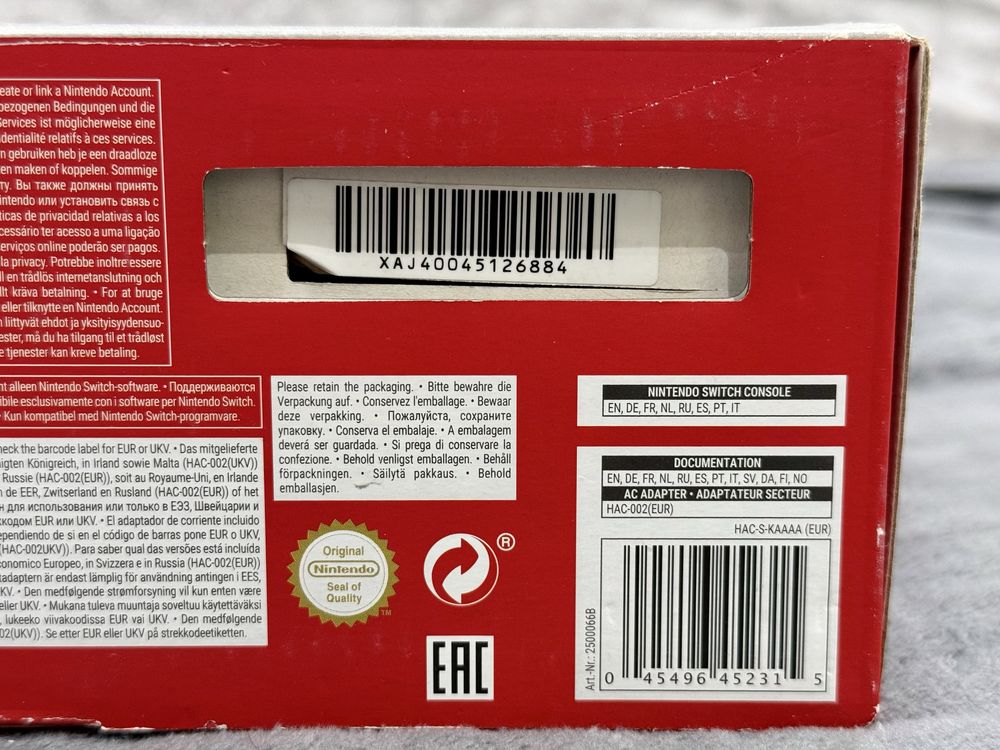 eate or link a Nintendo Account.
bezogenen Bedingungen und die
Services ist möglicherweise eine
dentialité relatifs à ces services.
n gebruiken heb je een draadloze
en maken of koppelen. Sommige
ту. Вы также должны принять
intendo или установить связь с
ticas de privacidad relativas a los
cessário ter acesso a uma ligação
erviços online poderão ser pagos.
la privacy. Potrebbe inoltre essere
ll en trådlös internetanslutning och
llt kräva betalning. • For at bruge
eller tilknytte en Nintendo Account.
n liittyvät ehdot ja yksityisyydensuo-
ester, må du ha tilgang til et trådløst
e tjenester kan kreve betaling.
XAJ40045126884
nt alleen Nintendo Switch-software. • Поддерживаются
ibile esclusivamente con i software per Nintendo Switch.
• Kun kompatibel med Nintendo Switch-programvare.
Please retain the packaging. • Bitte bewahre die
Verpackung auf. • Conservez l'emballage. • Bewaar
deze verpakking. • Пожалуйста, сохраните
упаковку. • Conserva el embalaje. • A embalagem
deverá ser guardada. • Si prega di conservare la
confezione. • Behold venligst emballagen. • Behåll
förpackningen. • Säilytä pakkaus. • Behold
emballasjen.
NINTENDO SWITCH CONSOLE
EN, DE, FR, NL, RU, ES, PT, IT
heck the barcode label for EUR or UKV. • Das mitgelieferte
nigten Königreich, in Irland sowie Malta (HAC-002(UKV))
Russie (HAC-002(EUR)), soit au Royaume-Uni, en Irlande
n de EER, Zwitserland en Rusland (HAC-002(EUR)) of het
н для использования или только в ЕЭЗ, Швейцарии и
кодом EUR или UKV. • El adaptador de corriente incluido
ependiendo de si en el código de barras pone EUR o UKV,
(HAC-002UKV)). Para saber qual das versões está incluída
conomico Europeo, in Svizzera e in Russia (HAC-002(EUR))
adaptern är endast lämplig för användning antingen i EES,
KV. • Den medfølgende strømforsyning vil kun enten være
eller UKV. • Mukana tuleva muuntaja soveltuu käytettäväksi
, lukeeko viivakoodissa EUR vai UKV. • Den medfølgende
02(UKV)). Se etter EUR eller UKV på strekkodeetiketten.
Original
Nintendo
Seal of
Quality
TM
®
EAC
DOCUMENTATION
EN, DE, FR, NL, RU, ES, PT, IT, SV, DA, FI, NO
AC ADAPTER • ADAPTATEUR SECTEUR
HAC-002(EUR)
HAC-S-KAAAA (EUR)
Art.-Nr.: 2500066B
0 45496 45231 5